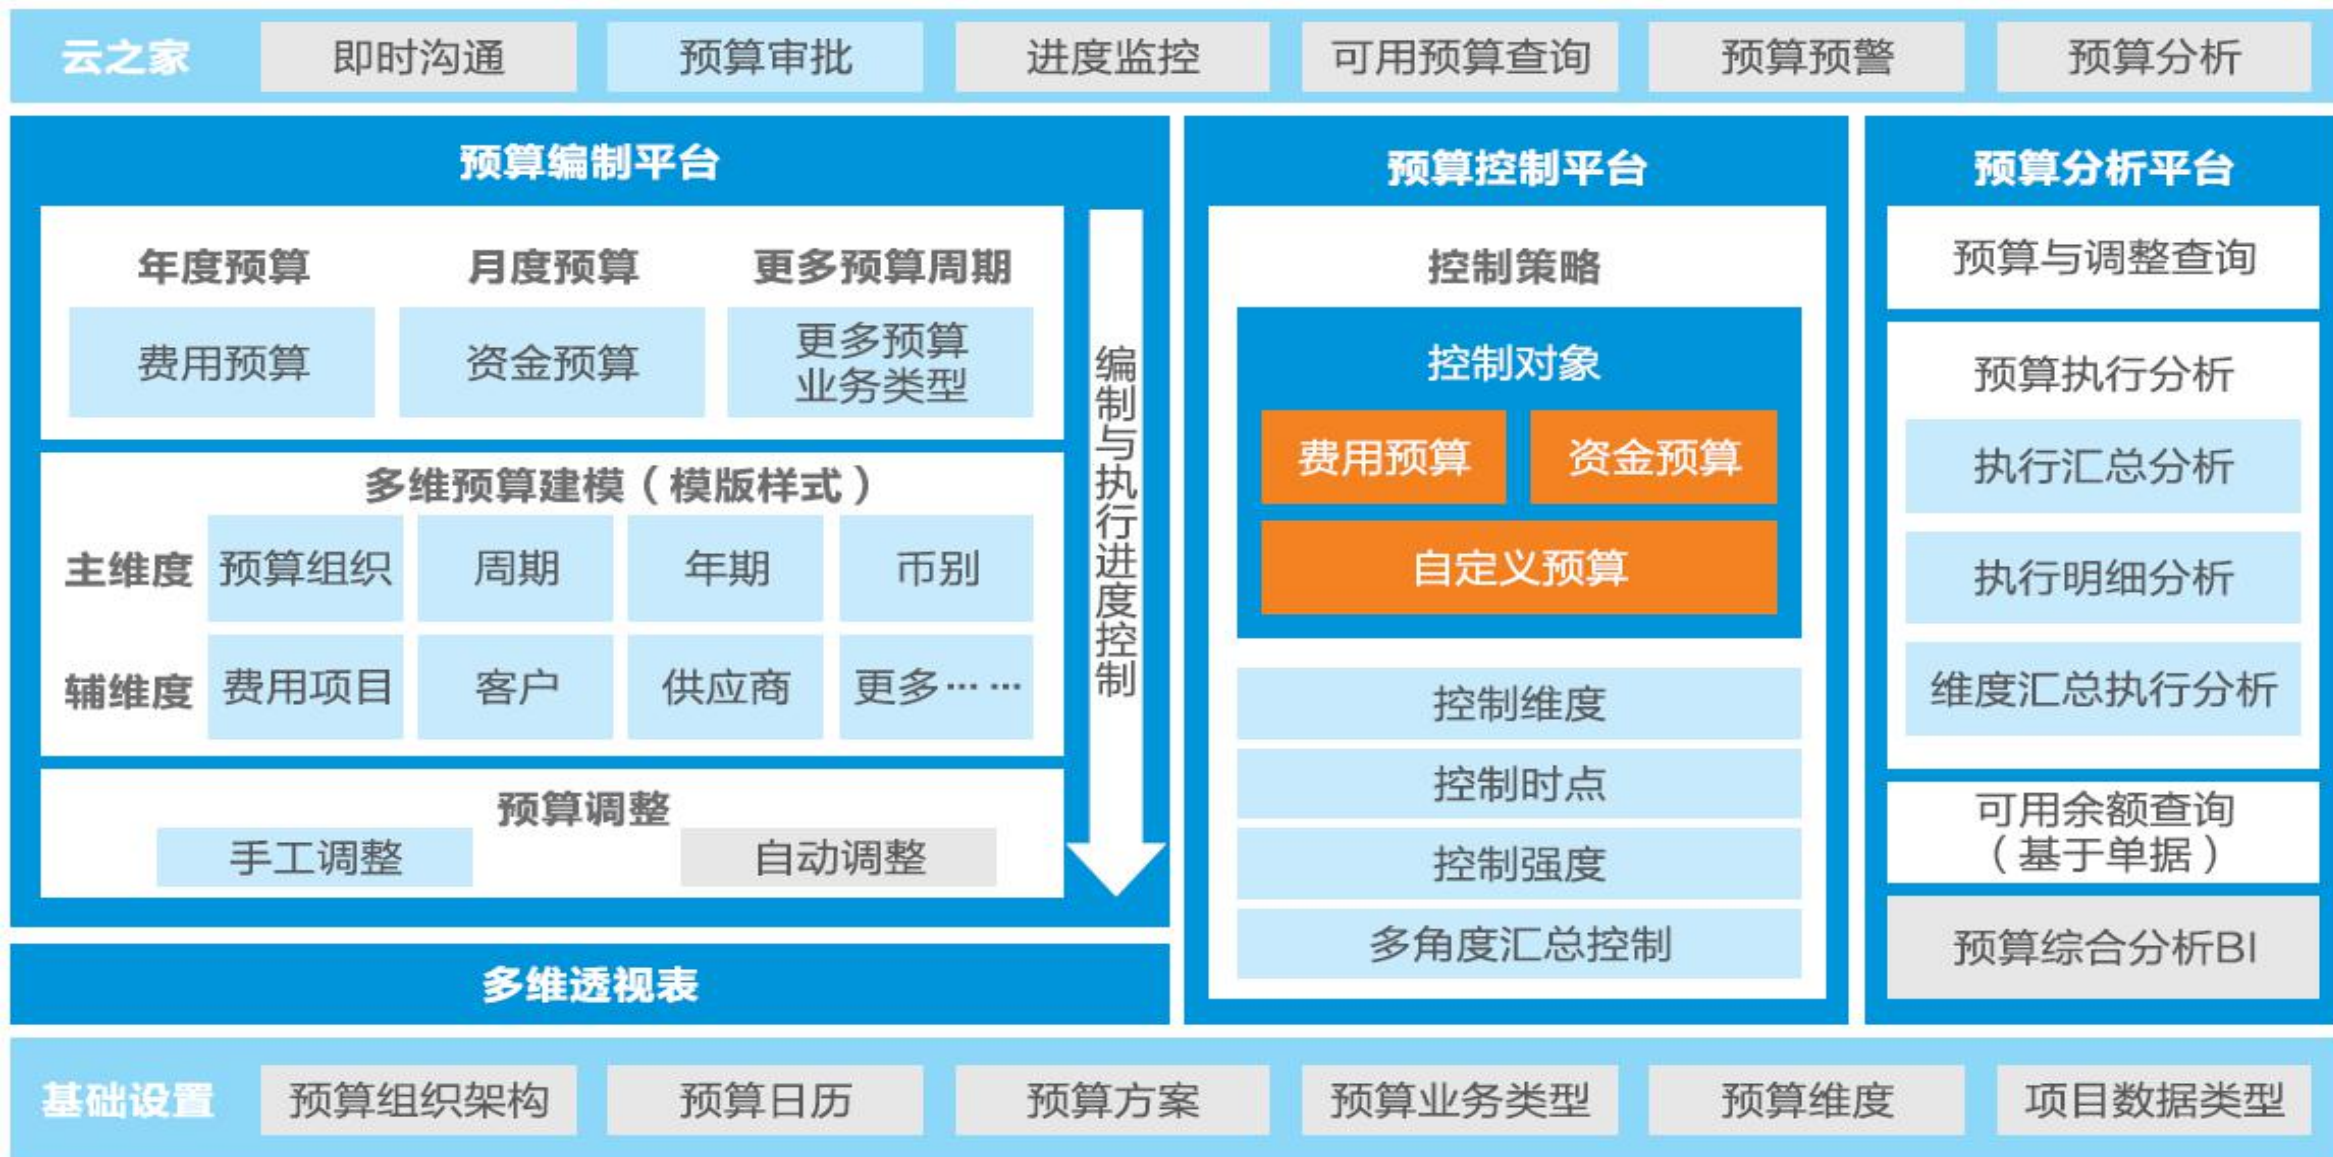 云之家
即时沟通
预算审批
进度监控
可用预算查询
预算预警
预算分析
预算编制平台
年度预算
月度预算
更多预算周期
费用预算
资金预算
更多预算
业务类型
多维预算建模（模版样式）
主维度
预算组织
周期
年期
币别
辅维度
费用项目
客户
供应商
更多……
预算调整
手工调整
自动调整
编制与执行进度控制
多维透视表
预算控制平台
控制策略
控制对象
费用预算
资金预算
自定义预算
控制维度
控制时点
控制强度
多角度汇总控制
预算分析平台
预算与调整查询
预算执行分析
执行汇总分析
执行明细分析
维度汇总执行分析
可用余额查询
（基于单据）
预算综合分析BI
基础设置
预算组织架构
预算日历
预算方案
预算业务类型
预算维度
项目数据类型